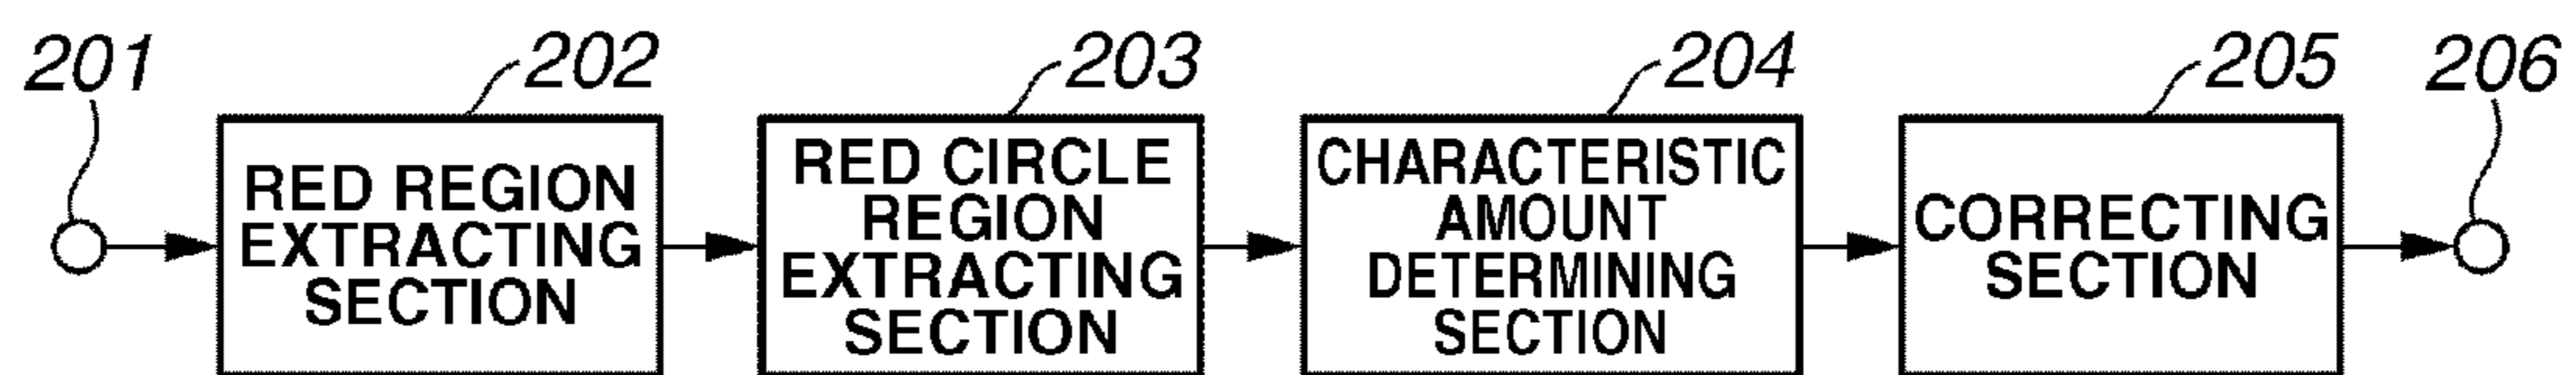 201
202
203
204
205
206
RED REGION
EXTRACTING
SECTION
RED CIRCLE
REGION
EXTRACTING
SECTION
CHARACTERISTIC
AMOUNT
DETERMINING
SECTION
CORRECTING
SECTION